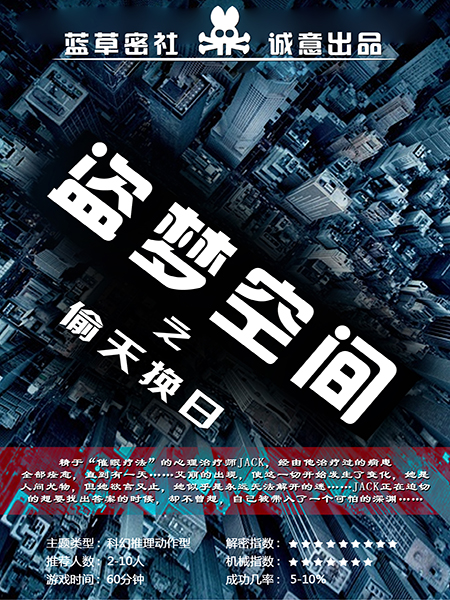 蓝草密社 诚意出品
盗梦空间
之
偷天换日
精于“催眠疗法”的心理治疗师JACK，经由他治疗过的病患
全部痊愈，直到有一天……艾丽的出现，使这一切开始发生了变化，她是
人间尤物，但她欲言又止，她似乎是永远无法解开的迷……JACK正在迫切
的想要找出答案的时候，却不曾想，自己被带入了一个可怕的深渊……
主题类型：科幻推理动作型 解密指数：★★★★★★★★★
推荐人数：2-10人 机械指数：★★★★★★★
游戏时间：60分钟 成功几率：5-10%